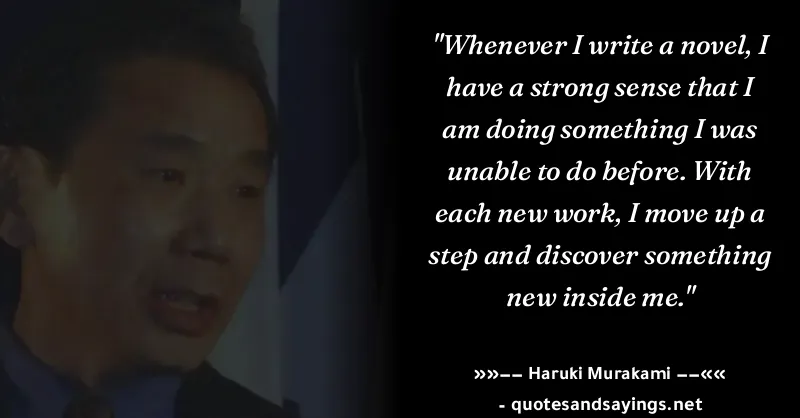 "Whenever I write a novel, I
have a strong sense that I
am doing something I was
unable to do before. With
each new work, I move up a
step and discover something
new inside me."
»»−− Haruki Murakami −−««
- quotesandsayings.net